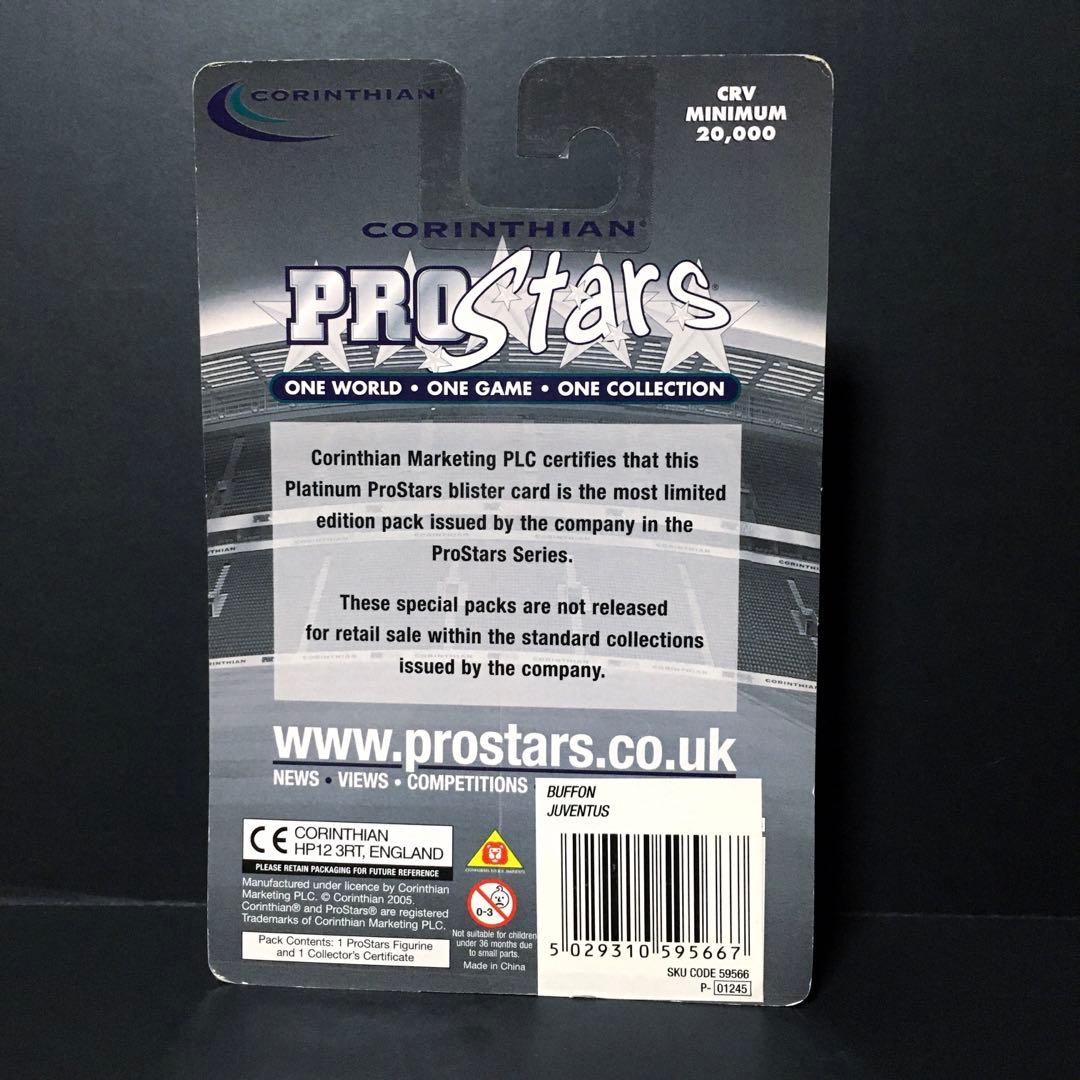 CORINTHIAN
CRV
MINIMUM
20,000
CORINTHIAN®
PROStars®
ONE WORLD • ONE GAME • ONE COLLECTION
Corinthian Marketing PLC certifies that this
Platinum ProStars blister card is the most limited
edition pack issued by the company in the
ProStars Series.
These special packs are not released
for retail sale within the standard collections
issued by the company.
CORINTHIAN
CORINTHIAN
CORINTHIAN
www.prostars.co.uk
NEWS • VIEWS • COMPETITIONS
BUFFON
JUVENTUS
CE CORINTHIAN
HP12 3RT, ENGLAND
PLEASE RETAIN PACKAGING FOR FUTURE REFERENCE
Manufactured under licence by Corinthian
Marketing PLC. © Corinthian 2005.
Corinthian® and ProStars® are registered
Trademarks of Corinthian Marketing PLC.
Pack Contents: 1 ProStars Figurine
and 1 Collector's Certificate
0-3
Not suitable for children
under 36 months due
to small parts.
Made in China
5 029310 595667
SKU CODE 59566
P- 01245